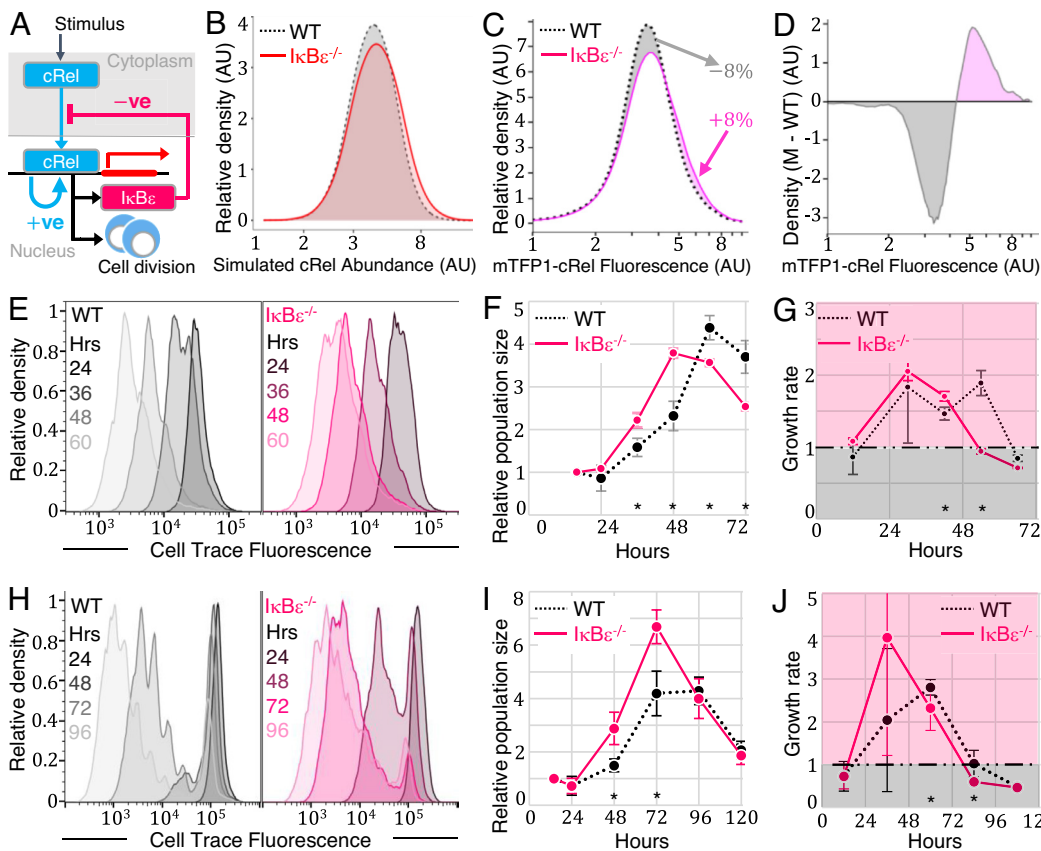 A
Stimulus
cRel
Cytoplasm
−ve
cRel
IκBε
+ve
Nucleus
Cell division
B
WT
IκBε-/-
Relative density (AU)
4
3
2
1
0
1
2
3
8
Simulated cRel Abundance (AU)
C
WT
IκBε-/-
−8%
+8%
Relative density (AU)
7
6
5
4
3
2
1
0
1
2
5
8
mTFP1-cRel Fluorescence (AU)
D
Density (M - WT) (AU)
2
1
0
-1
-2
-3
1
2
5
8
mTFP1-cRel Fluorescence (AU)
E
WT
Hrs
24
36
48
60
IκBε-/-
Hrs
24
36
48
60
Relative density
1
0.8
0.6
0.4
0.2
0
10³ 10⁴ 10⁵
10³ 10⁴ 10⁵
Cell Trace Fluorescence
F
WT
IκBε-/-
Relative population size
5
4
3
2
1
0
* * * *
0 24 48 72
Hours
G
WT
IκBε-/-
Growth rate
3
2
1
0
* *
0 24 48 72
Hours
H
WT
Hrs
24
48
72
96
IκBε-/-
Hrs
24
48
72
96
Relative density
1
0.8
0.6
0.4
0.2
0
10³ 10⁴ 10⁵
10³ 10⁴ 10⁵
Cell Trace Fluorescence
I
WT
IκBε-/-
Relative population size
8
6
4
2
0
* *
0 24 48 72 96 120
Hours
J
WT
IκBε-/-
Growth rate
5
4
3
2
1
0
* *
0 24 48 72 96 12
Hours